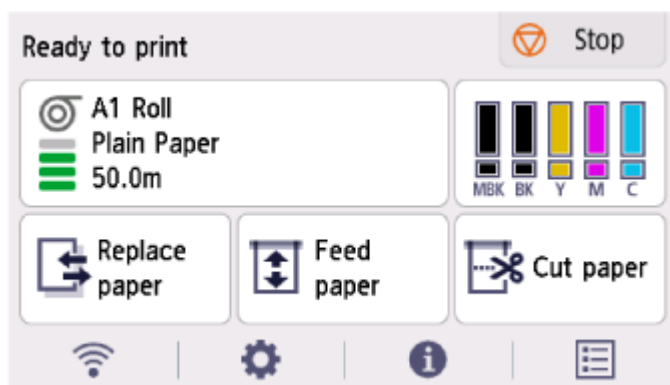 Ready to print
Stop
A1 Roll
Plain Paper
50.0m
MBK BK Y M C
Replace
paper
Feed
paper
Cut paper